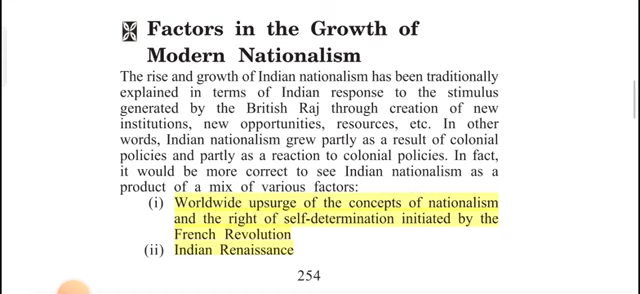 Factors in the Growth of
Modern Nationalism
The rise and growth of Indian nationalism has been traditionally
explained in terms of Indian response to the stimulus
generated by the British Raj through creation of new
institutions, new opportunities, resources, etc. In other
words, Indian nationalism grew partly as a result of colonial
policies and partly as a reaction to colonial policies. In fact,
it would be more correct to see Indian nationalism as a
product of a mix of various factors:
(i) Worldwide upsurge of the concepts of nationalism
and the right of self-determination initiated by the
French Revolution
(ii) Indian Renaissance
254